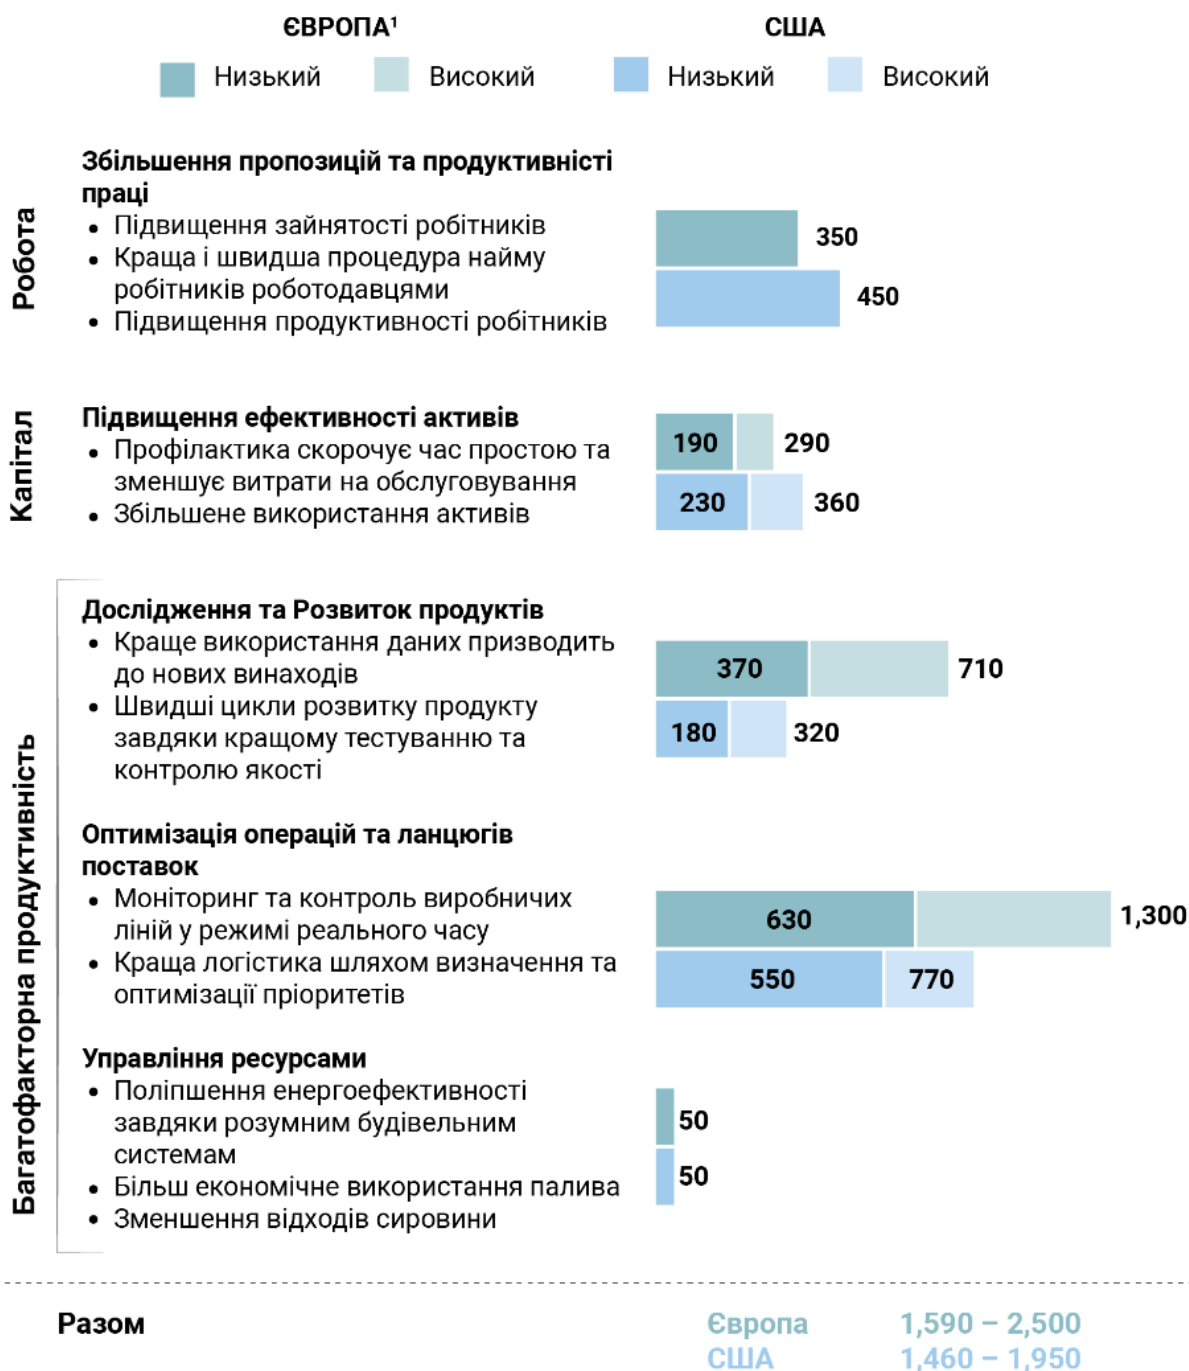 ЄВРОПА¹
США
Низький
Високий
Низький
Високий
Робота
Збільшення пропозицій та продуктивністі
праці
• Підвищення зайнятості робітників
• Краща і швидша процедура найму
робітників роботодавцями
• Підвищення продуктивності робітників
350
450
Капітал
Підвищення ефективності активів
• Профілактика скорочує час простою та
зменшує витрати на обслуговування
• Збільшене використання активів
190 290
230 360
Багатофакторна продуктивність
Дослідження та Розвиток продуктів
• Краще використання даних призводить
до нових винаходів
• Швидші цикли розвитку продукту
завдяки кращому тестуванню та
контролю якості
370 710
180 320
Оптимізація операцій та ланцюгів
поставок
• Моніторинг та контроль виробничих
ліній у режимі реального часу
• Краща логістика шляхом визначення та
оптимізації пріоритетів
630 1,300
550 770
Управління ресурсами
• Поліпшення енергоефективності
завдяки розумним будівельним
системам
• Більш економічне використання палива
• Зменшення відходів сировини
50
50
Разом
Європа 1,590 – 2,500
США 1,460 – 1,950